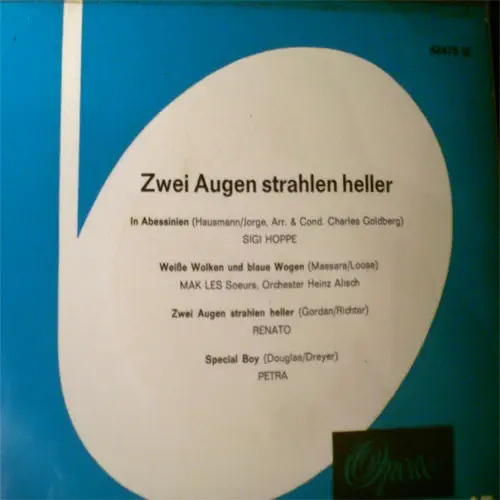 Zwei Augen strahlen heller
In Abessinien (Hausmann/Jorge, Arr. & Cond. Charles Goldberg)
SIGI HOPPE
Weiße Wolken und blaue Wogen (Massara/Loose)
MAK LES Soeurs, Orchester Heinz Alisch
Zwei Augen strahlen heller (Gordan/Richter)
RENATO
Special Boy (Douglas/Dreyer)
PETRA
Opera